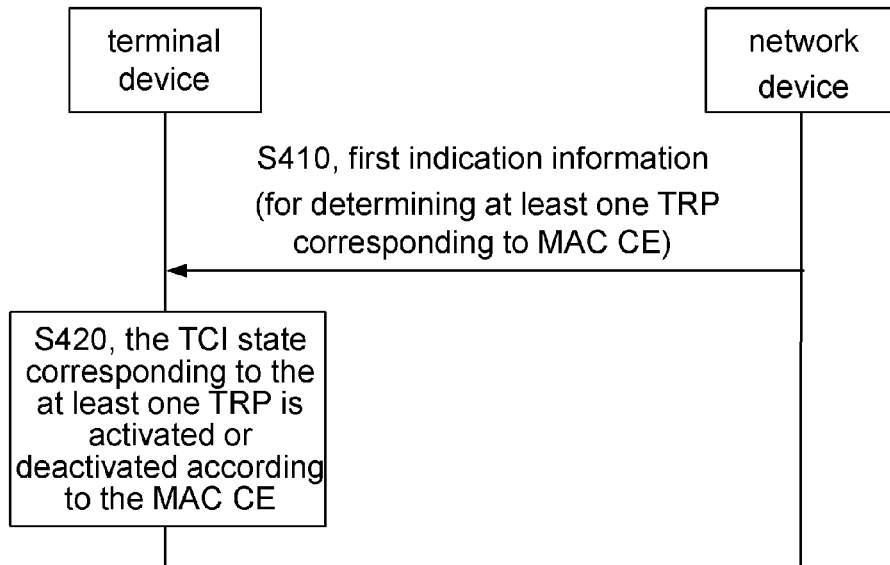 terminal
device
network
device
S410, first indication information
(for determining at least one TRP
corresponding to MAC CE)
S420, the TCI state
corresponding to the
at least one TRP is
activated or
deactivated according
to the MAC CE